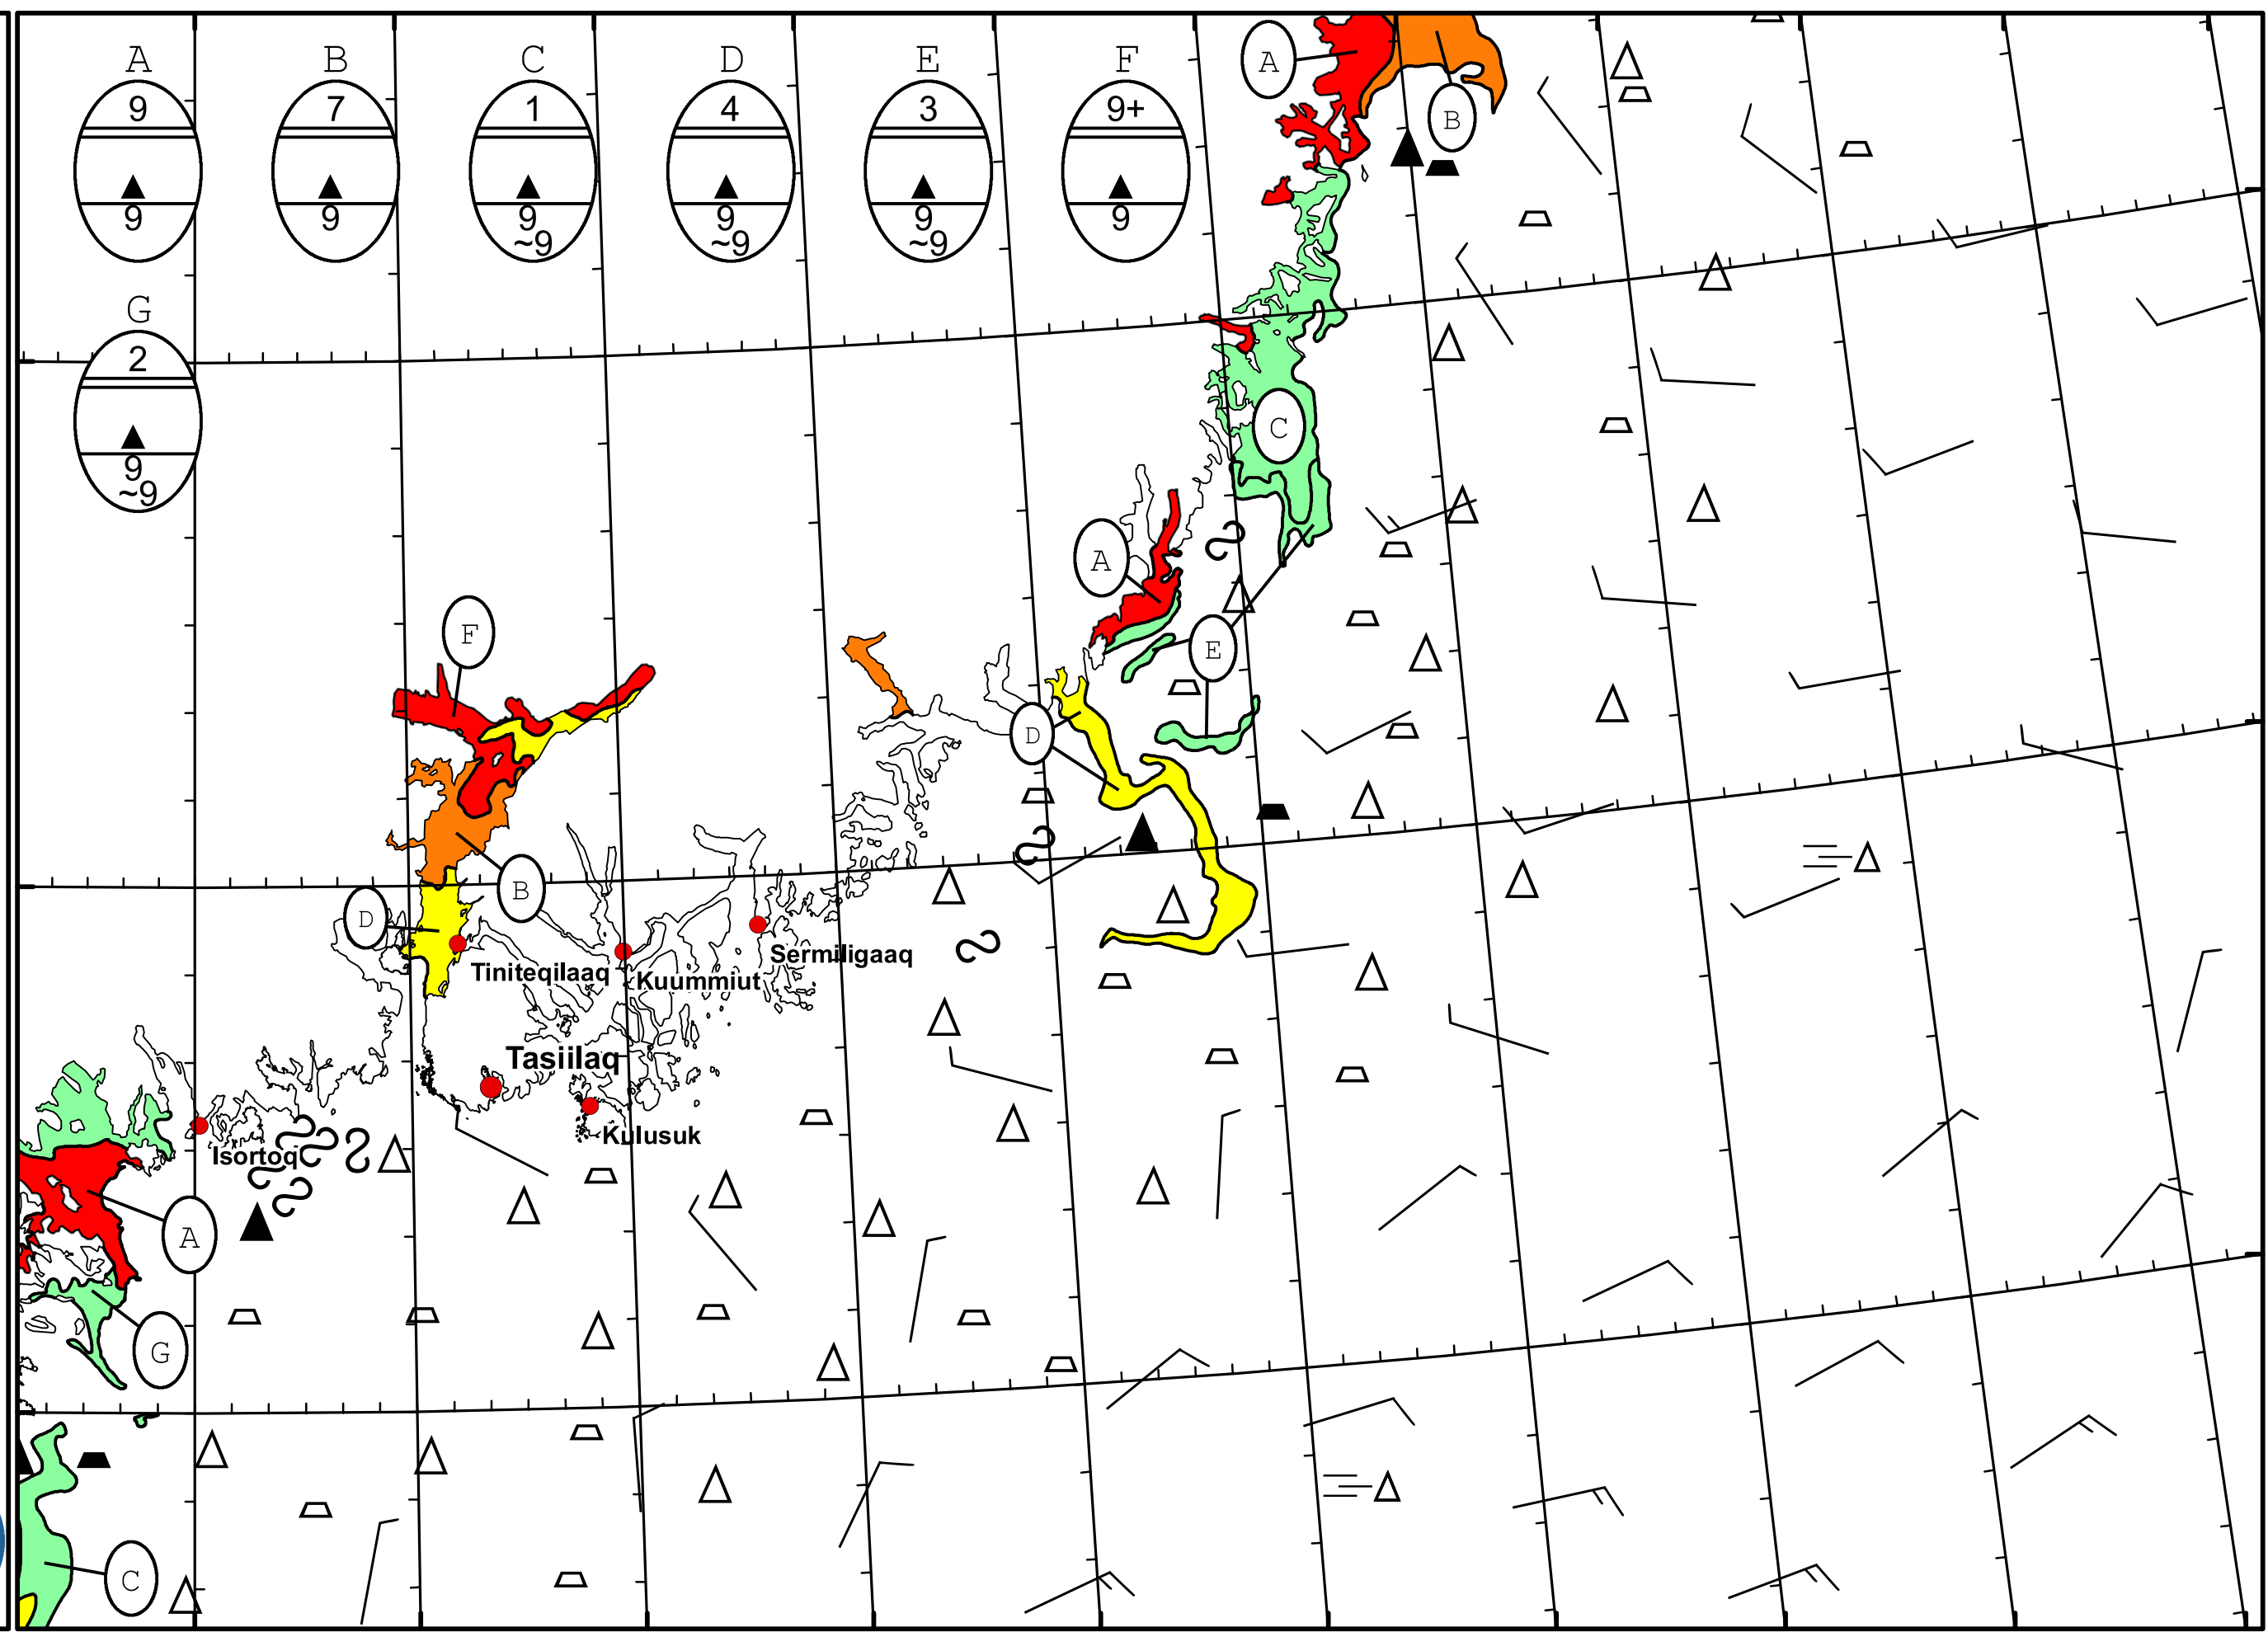 A B C D E F
9 7 1 4 3 9+
9 9 9 9 9 9
~9 ~9 ~9
G
2
9
~9
A
B
C
A
F
E
D
B
D
Sermiligaaq
Tiniteqilaaq
Kuummiut
Tasiilaq
Kulusuk
Isortoq
A
G
C